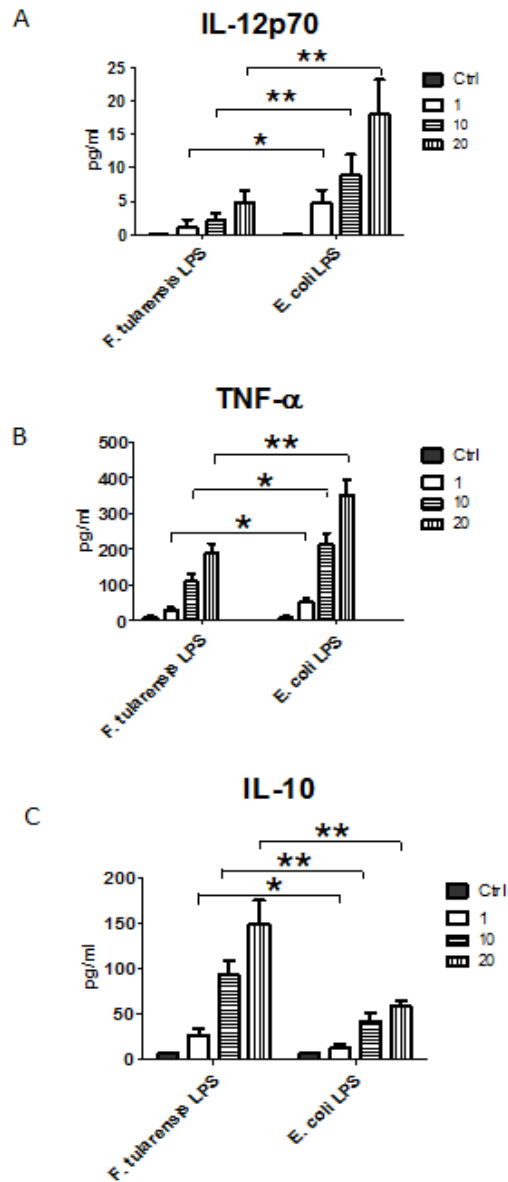 A
IL-12p70
**
**
*
25
20
15
10
5
0
pg/ml
Ctrl
1
10
20
F. tularensis LPS
E. coli LPS
B
TNF-α
**
*
*
500
400
300
200
100
0
pg/ml
Ctrl
1
10
20
F. tularensis LPS
E. coli LPS
C
IL-10
**
**
*
200
150
100
50
0
pg/ml
Ctrl
1
10
20
F. tularensis LPS
E. coli LPS